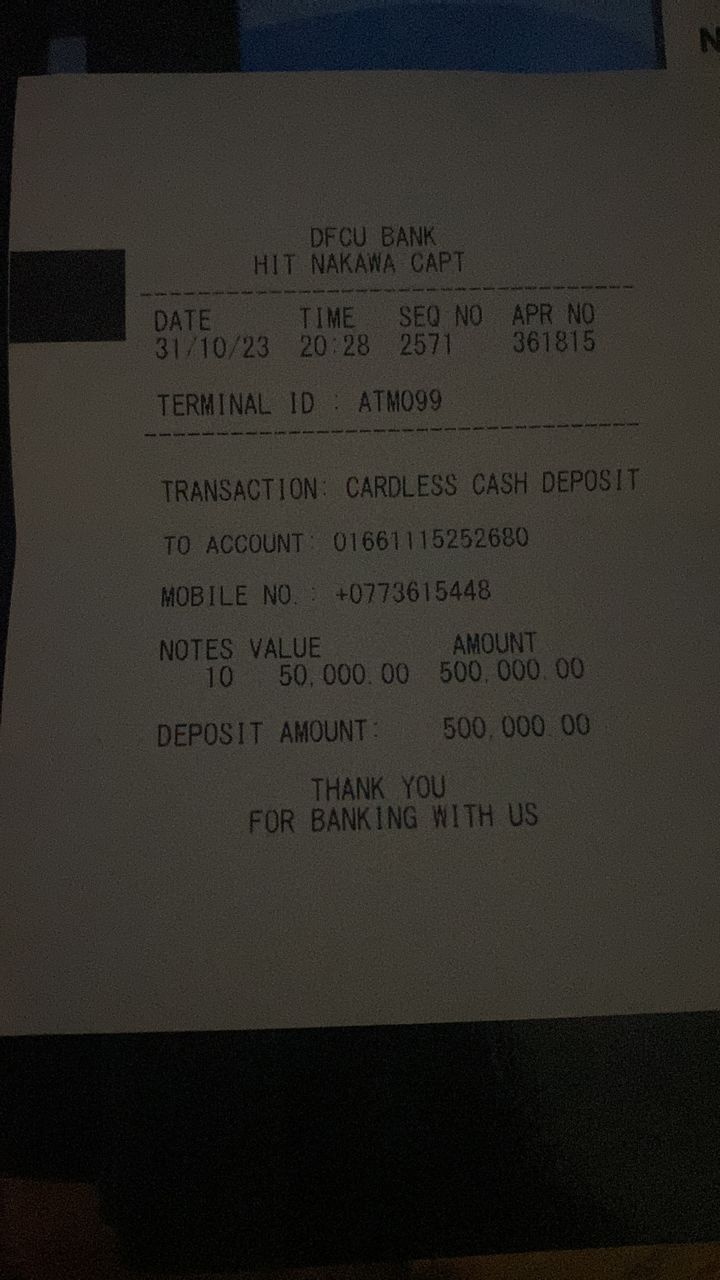 N
DFCU BANK
HIT NAKAWA CAPT
--------------------------------------------
DATE TIME SEQ NO APR NO
31/10/23 20:28 2571 361815
TERMINAL ID : ATM099
--------------------------------------------
TRANSACTION: CARDLESS CASH DEPOSIT
TO ACCOUNT: 01661115252680
MOBILE NO. : +0773615448
NOTES VALUE AMOUNT
10 50,000.00 500,000.00
DEPOSIT AMOUNT: 500,000.00
THANK YOU
FOR BANKING WITH US